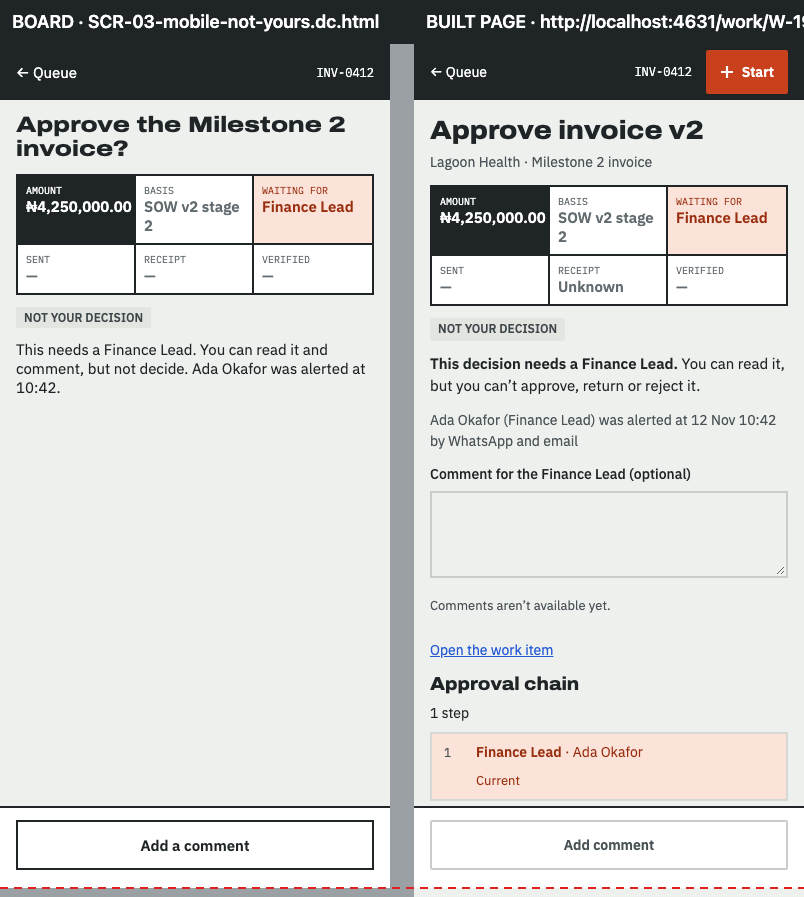 BOARD · SCR-03-mobile-not-yours.dc.html
← Queue
INV-0412
Approve the Milestone 2
invoice?
AMOUNT
₦4,250,000.00
BASIS
SOW v2 stage
2
WAITING FOR
Finance Lead
SENT
—
RECEIPT
—
VERIFIED
—
NOT YOUR DECISION
This needs a Finance Lead. You can read it and
comment, but not decide. Ada Okafor was alerted at
10:42.
Add a comment
BUILT PAGE · http://localhost:4631/work/W-19
← Queue
INV-0412
+ Start
Approve invoice v2
Lagoon Health · Milestone 2 invoice
AMOUNT
₦4,250,000.00
BASIS
SOW v2 stage
2
WAITING FOR
Finance Lead
SENT
—
RECEIPT
Unknown
VERIFIED
—
NOT YOUR DECISION
This decision needs a Finance Lead. You can read it,
but you can’t approve, return or reject it.
Ada Okafor (Finance Lead) was alerted at 12 Nov 10:42
by WhatsApp and email
Comment for the Finance Lead (optional)
Comments aren’t available yet.
Open the work item
Approval chain
1 step
1
Finance Lead · Ada Okafor
Current
Add comment